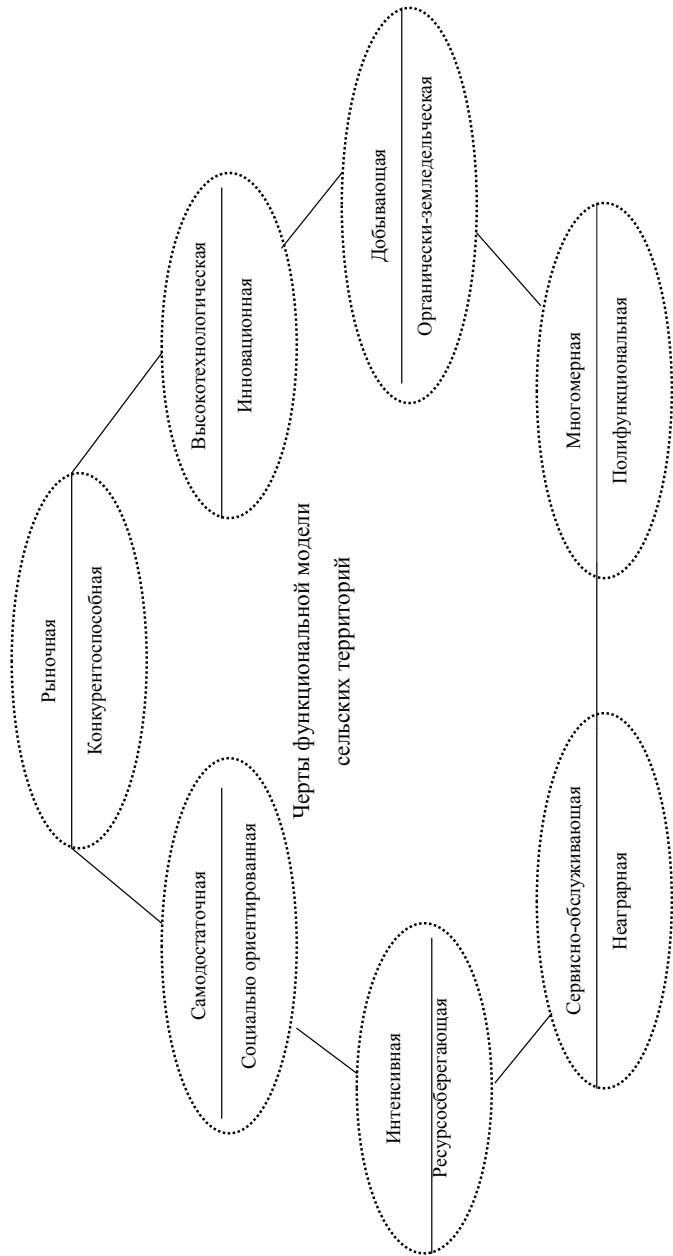 Рыночная
Конкурентоспособная
Самодостаточная
Социально ориентированная
Высокотехнологическая
Инновационная
Черты функциональной модели
сельских территорий
Интенсивная
Ресурсосберегающая
Добывающая
Органически-земледельческая
Сервисно-обслуживающая
Неаграрная
Многомерная
Полифункциональная